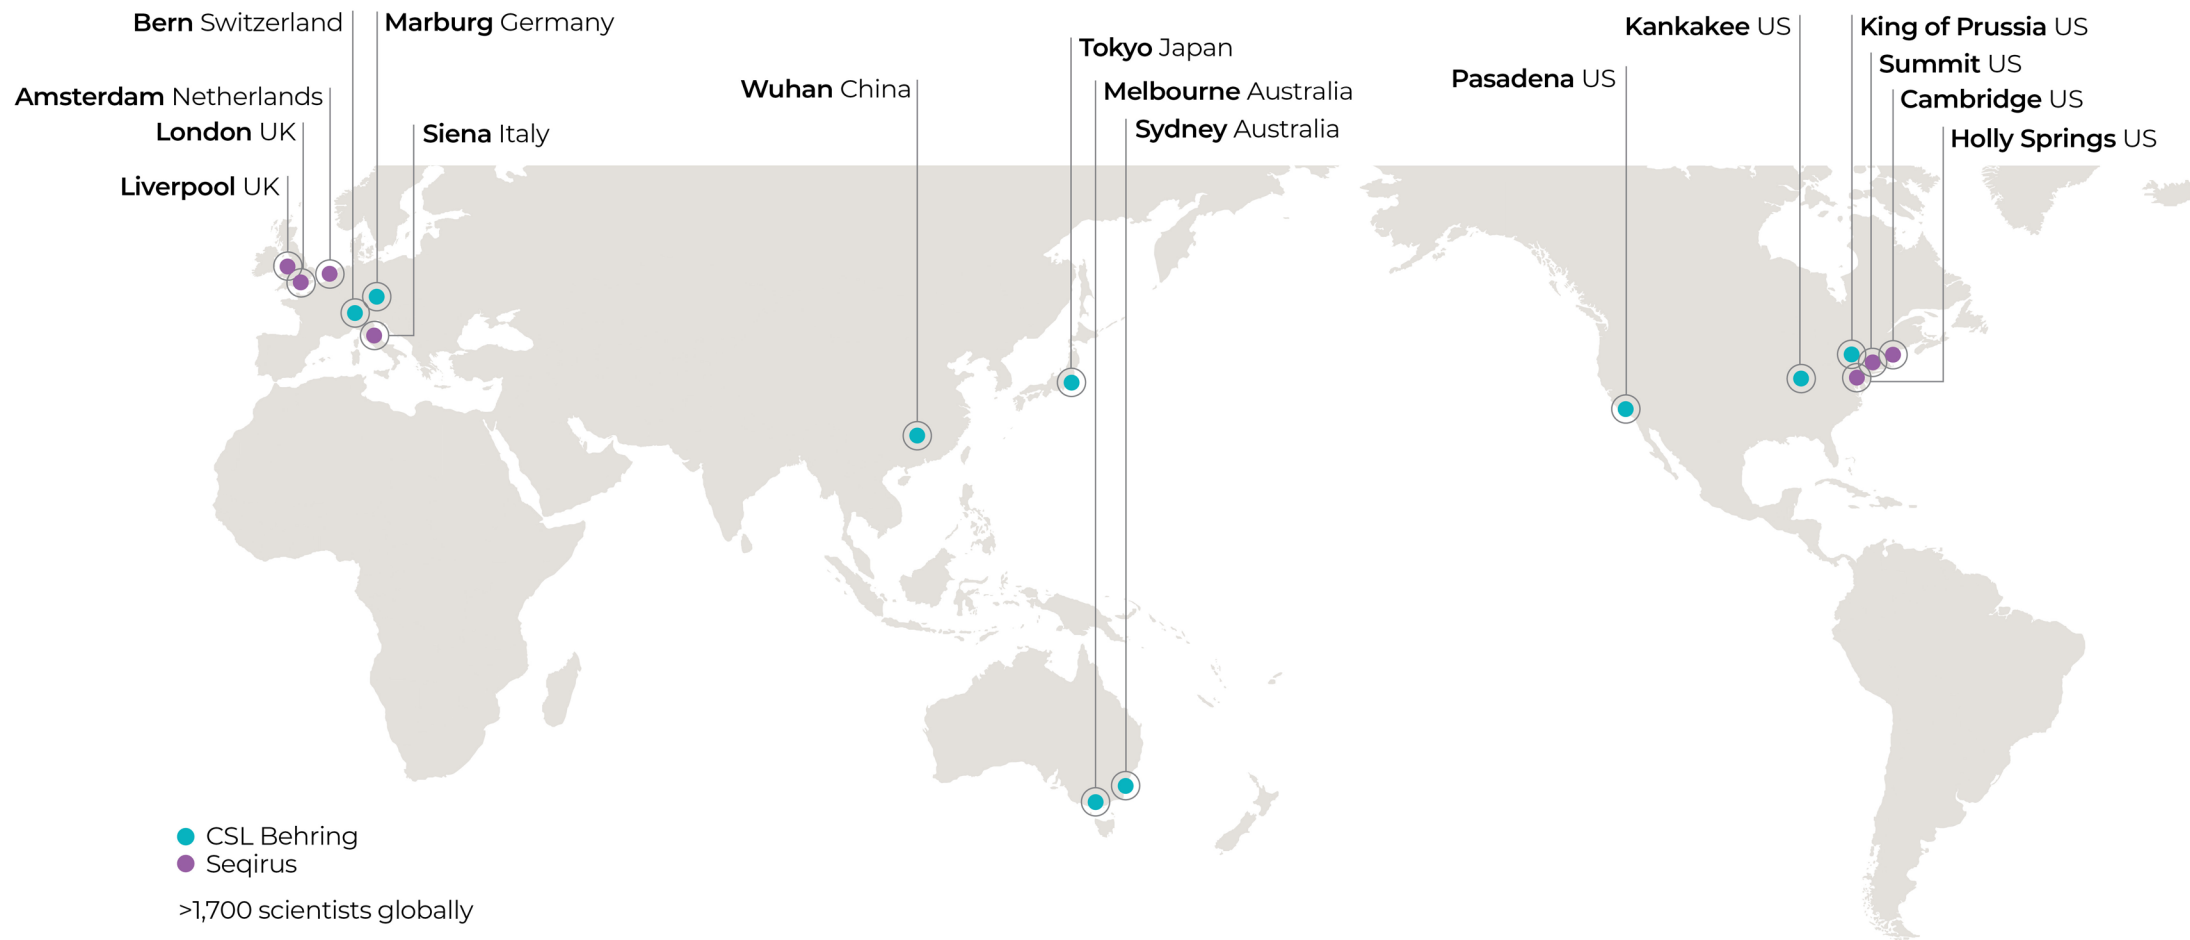 Bern Switzerland
Marburg Germany
Amsterdam Netherlands
London UK
Siena Italy
Liverpool UK
Wuhan China
Tokyo Japan
Melbourne Australia
Sydney Australia
Pasadena US
Kankakee US
King of Prussia US
Summit US
Cambridge US
Holly Springs US
CSL Behring
Seqirus
>1,700 scientists globally